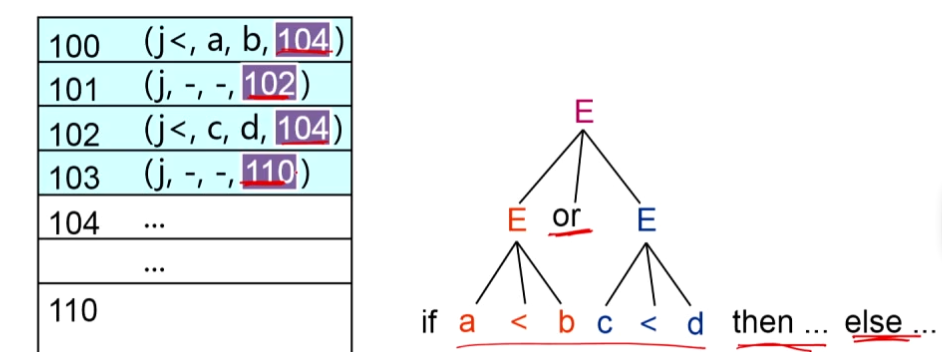 100 (j<, a, b, 104)
101 (j, -, -, 102)
102 (j<, c, d, 104)
103 (j, -, -, 110)
104 ...
...
110
E
E or E
if a < b c < d then ... else ...